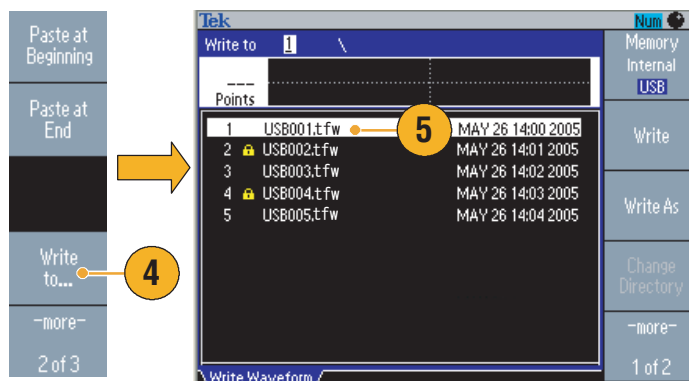 Paste at
Beginning
Paste at
End
Write
to...
4
-more-
2 of 3
Tek
Num
Write to 1 \
---
Points
1 USB001.tfw MAY 26 14:00 2005
5
2 USB002.tfw MAY 26 14:01 2005
3 USB003.tfw MAY 26 14:02 2005
4 USB004.tfw MAY 26 14:03 2005
5 USB005.tfw MAY 26 14:04 2005
Write Waveform
Memory
Internal
USB
Write
Write As
Change
Directory
-more-
1 of 2